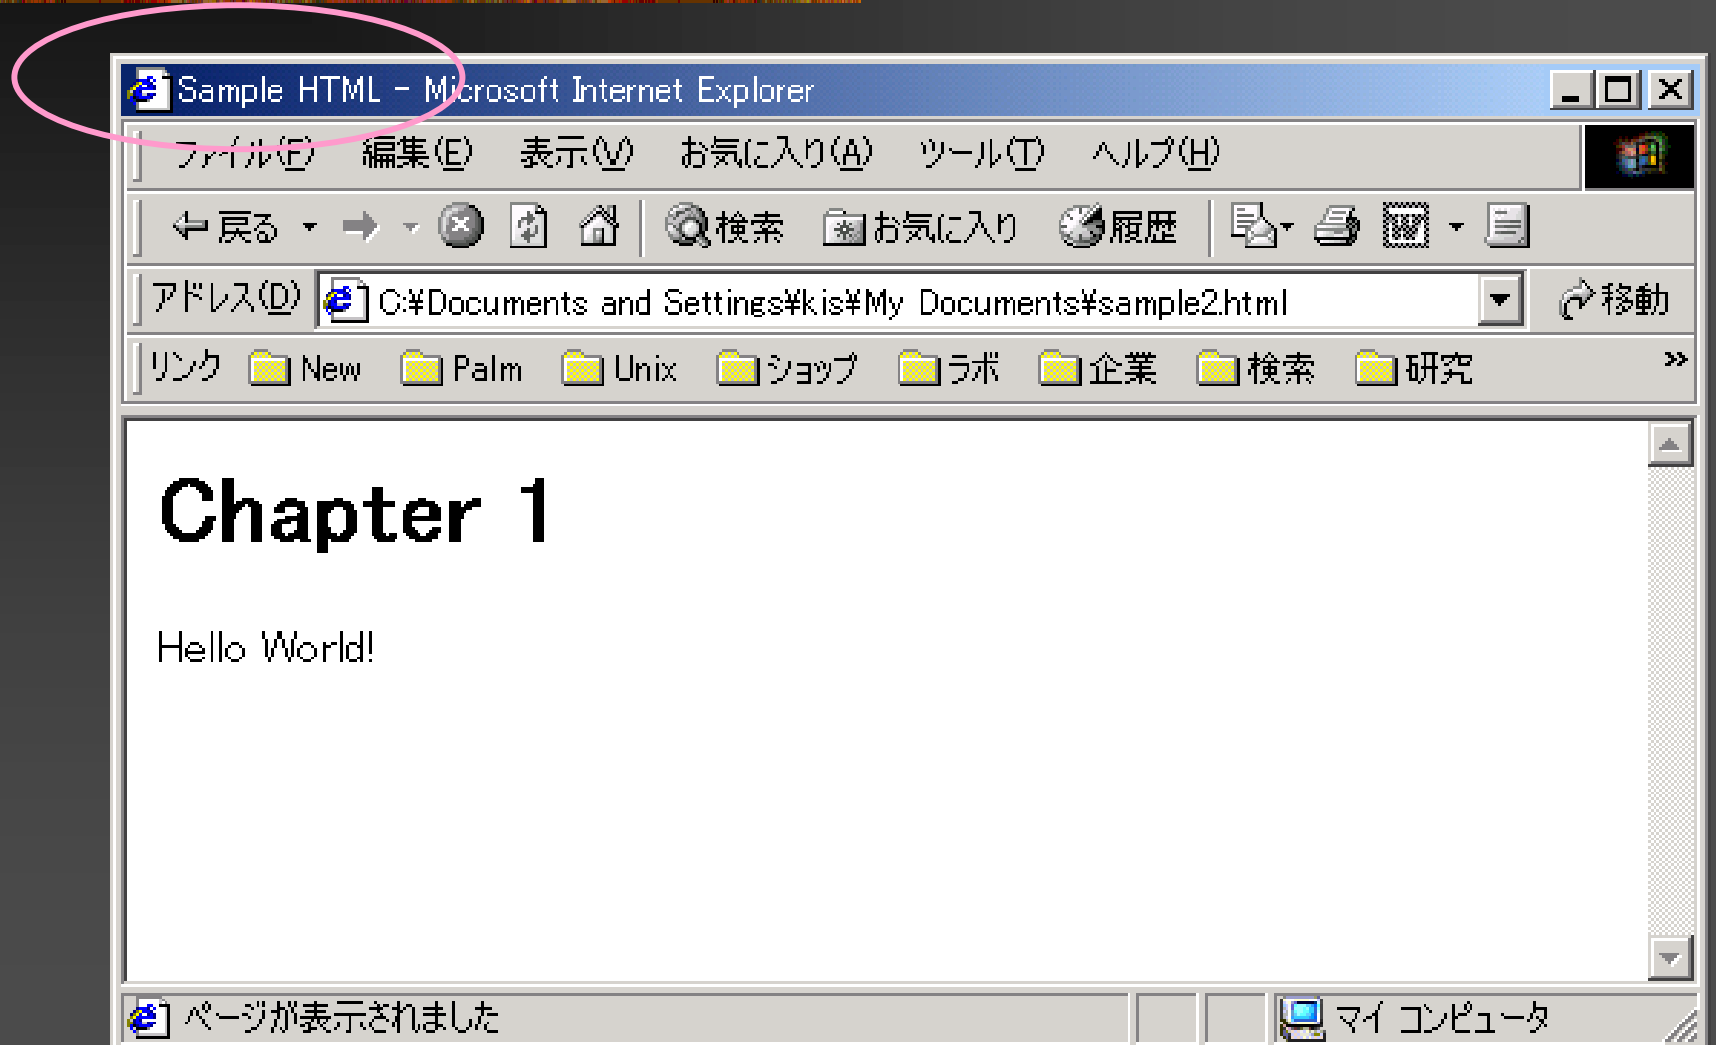 Sample HTML - Microsoft Internet Explorer
ファイル(F) 編集(E) 表示(V) お気に入り(A) ツール(T) ヘルプ(H)
戻る 検索 お気に入り 履歴 W
アドレス(D) C:¥Documents and Settings¥kis¥My Documents¥sample2.html 移動
リンク New Palm Unix ショップ ラボ 企業 検索 研究 »
Chapter 1
Hello World!
ページが表示されました マイ コンピュータ